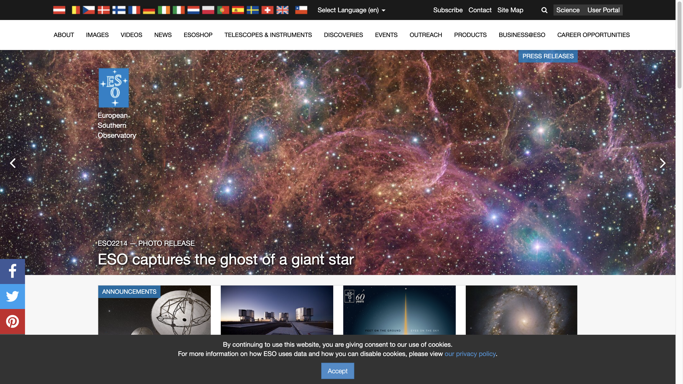 Select Language (en)
Subscribe Contact Site Map
Science User Portal
ABOUT IMAGES VIDEOS NEWS ESOSHOP TELESCOPES & INSTRUMENTS DISCOVERIES EVENTS OUTREACH PRODUCTS BUSINESS@ESO CAREER OPPORTUNITIES
PRESS RELEASES
ESO
European
Southern
Observatory
ESO2214 — PHOTO RELEASE
ESO captures the ghost of a giant star
ANNOUNCEMENTS
60
By continuing to use this website, you are giving consent to our use of cookies.
For more information on how ESO uses data and how you can disable cookies, please view our privacy policy.
Accept